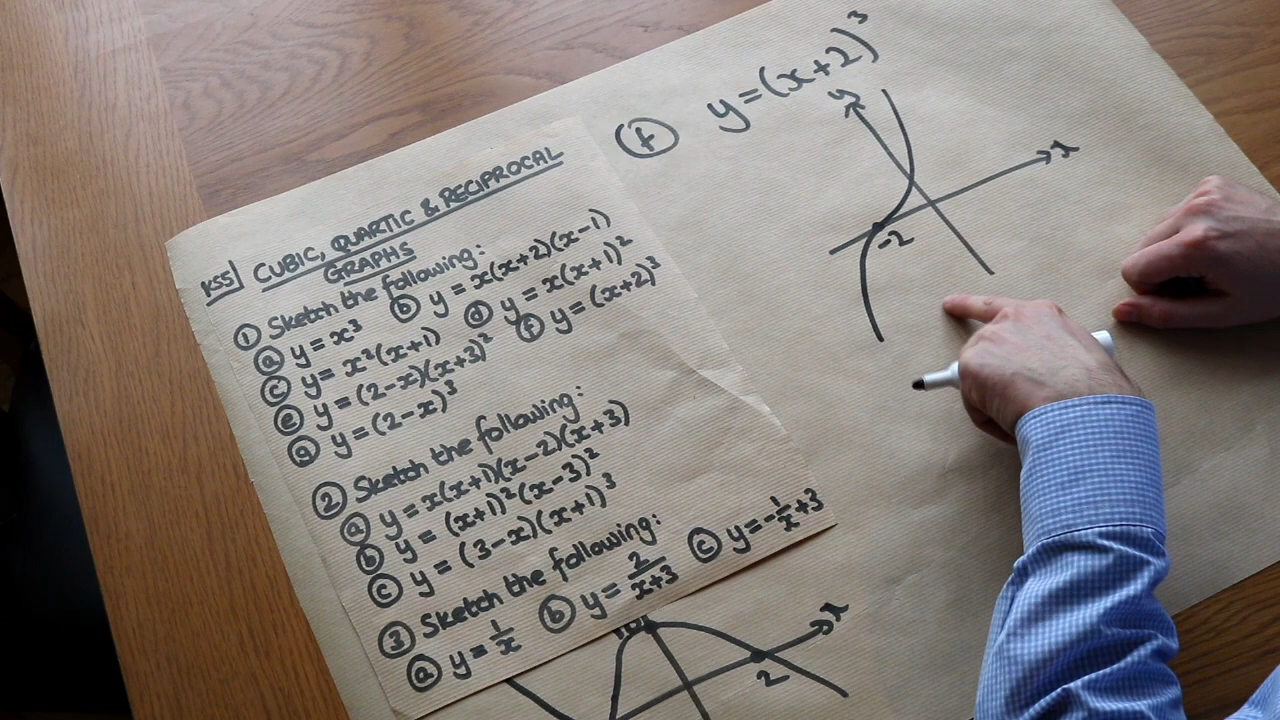 KS5| CUBIC, QUARTIC & RECIPROCAL
GRAPHS
① Sketch the following:
ⓐ y = x³ ⓑ y = x(x+2)(x-1)
ⓒ y = x²(x+1) ⓓ y = x(x+1)²
ⓔ y = (2-x)(x+3)² ⓕ y = (x+2)³
ⓖ y = (2-x)³
② Sketch the following:
ⓐ y = x(x+1)(x-2)(x+3)
ⓑ y = (x+1)²(x-3)²
ⓒ y = (3-x)(x+1)³
③ Sketch the following:
ⓐ y = 1/x ⓑ y = 2/(x+3) ⓒ y = -1/x + 3
ⓕ y = (x+2)³
y
x
-2
x
2